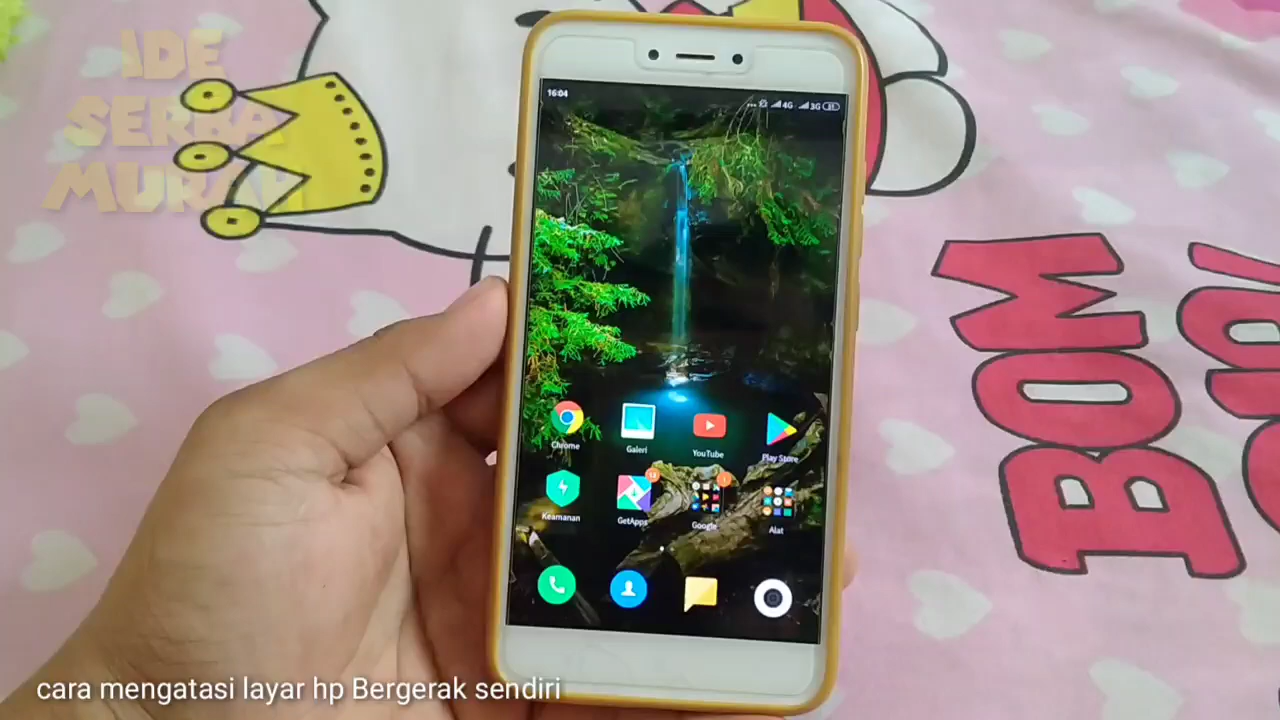 IDE
SERBA
MURAH
16:04
4G 3G
Chrome
Galeri
YouTube
Play Store
Keamanan
GetApps
Google
Alat
BOM
cara mengatasi layar hp Bergerak sendiri